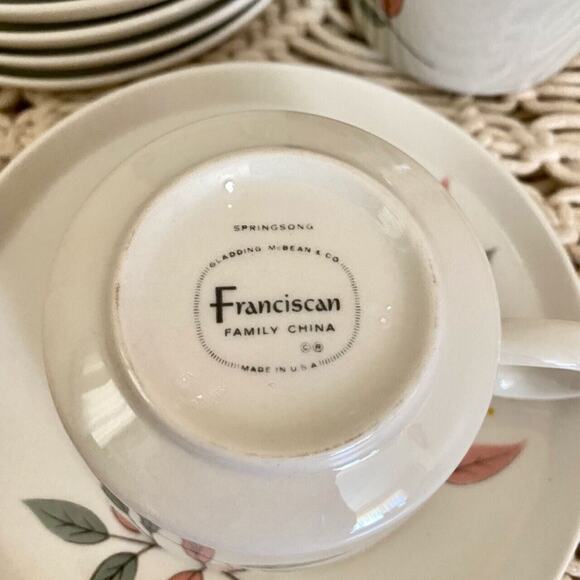 SPRINGSONG
GLADDING McBEAN & CO.
Franciscan
FAMILY CHINA
© ®
MADE IN U.S.A.